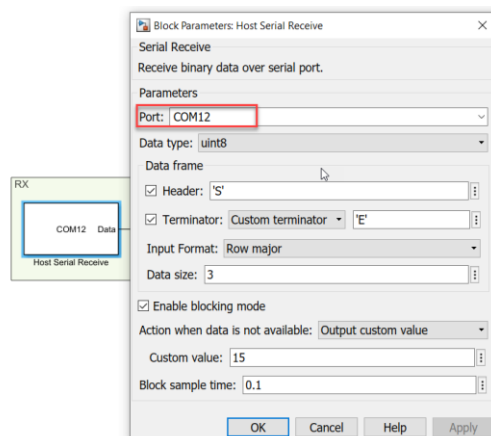 Block Parameters: Host Serial Receive
Serial Receive
Receive binary data over serial port.
Parameters
Port: COM12
Data type: uint8
Data frame
Header: 'S'
Terminator: Custom terminator 'E'
Input Format: Row major
Data size: 3
Enable blocking mode
Action when data is not available: Output custom value
Custom value: 15
Block sample time: 0.1
OK Cancel Help Apply
RX
COM12 Data
Host Serial Receive